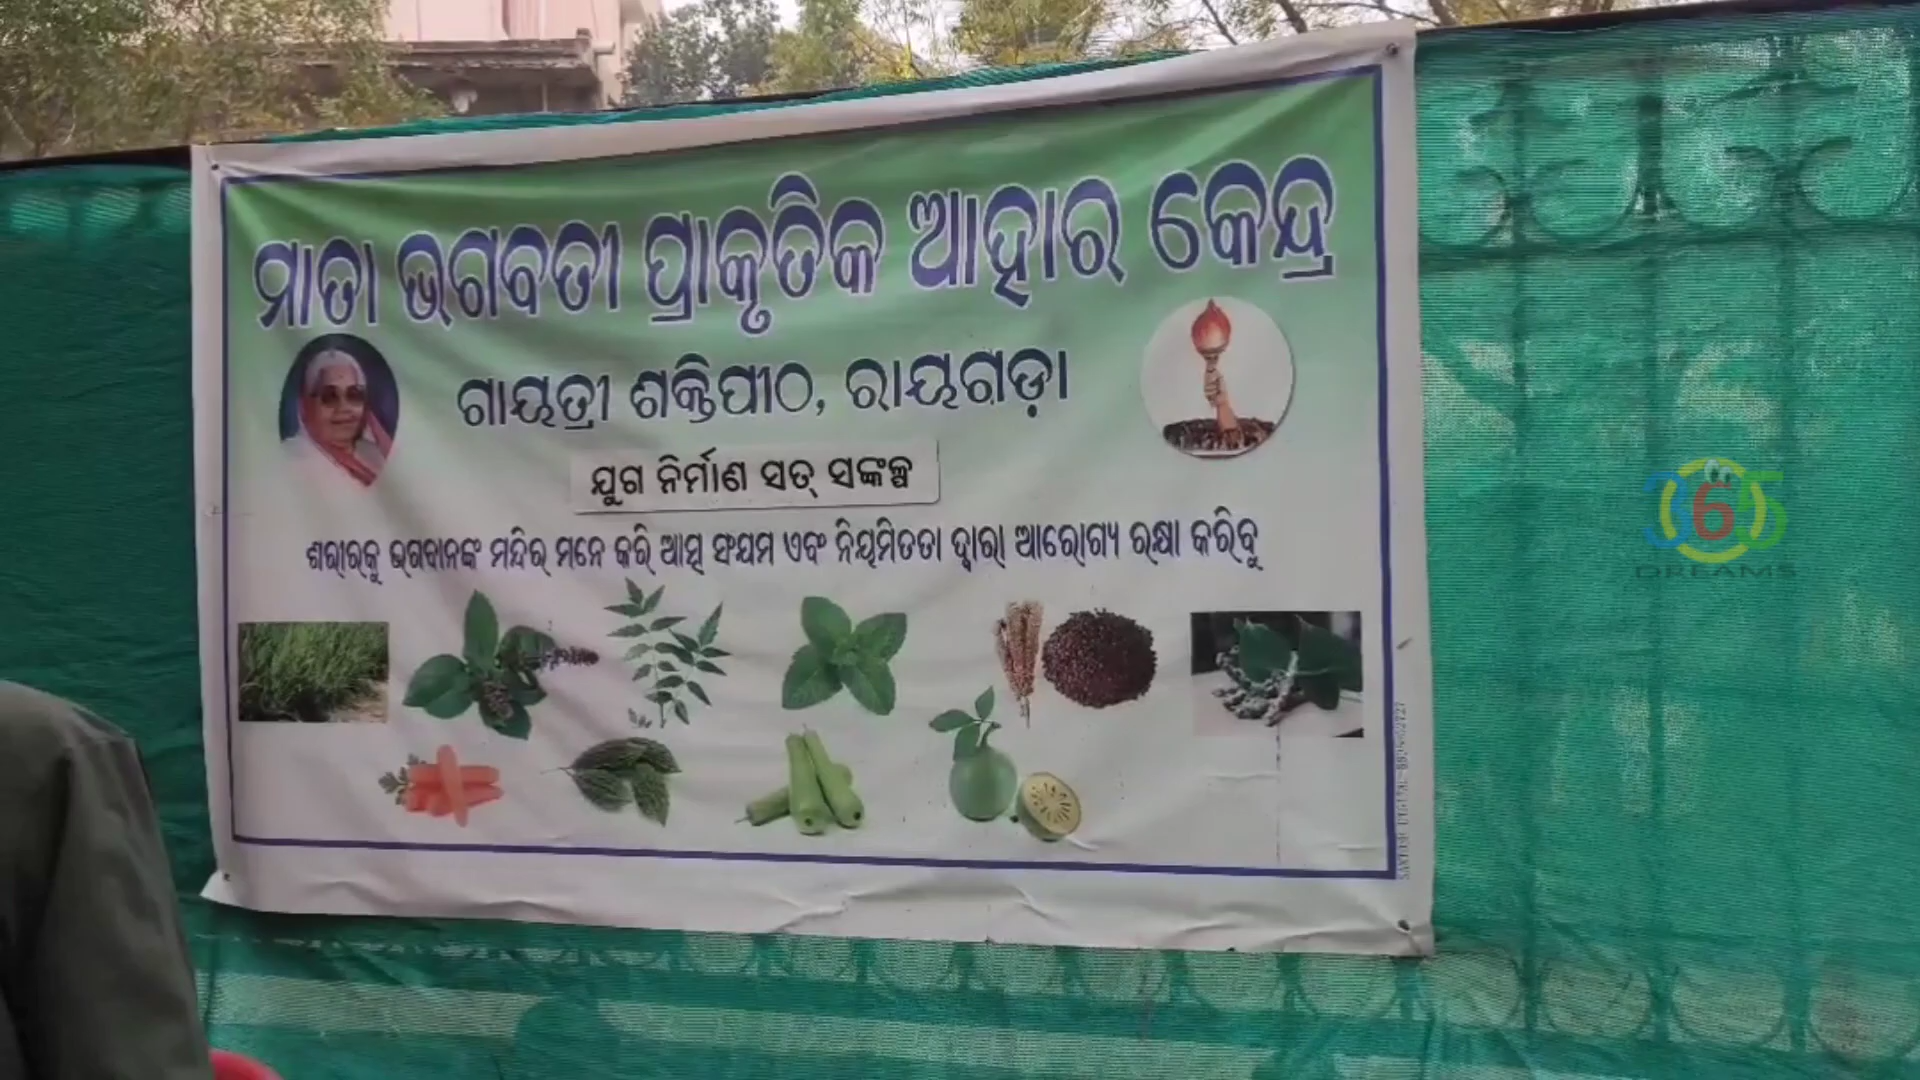 ମାତା ଭଗବତୀ ପ୍ରାକୃତିକ ଆହାର କେନ୍ଦ୍ର
ଗାୟତ୍ରୀ ଶକ୍ତିପୀଠ, ରାୟଗଡ଼ା
ଯୁଗ ନିର୍ମାଣ ସତ୍ ସଙ୍କଳ୍ପ
ଶରୀରକୁ ଭଗବାନଙ୍କ ମନ୍ଦିର ମନେ କରି ଆତ୍ମ ସଂଯମ ଏବଂ ନିୟମିତତା ଦ୍ୱାରା ଆରୋଗ୍ୟ ରକ୍ଷା କରିବୁ
365
DREAMS